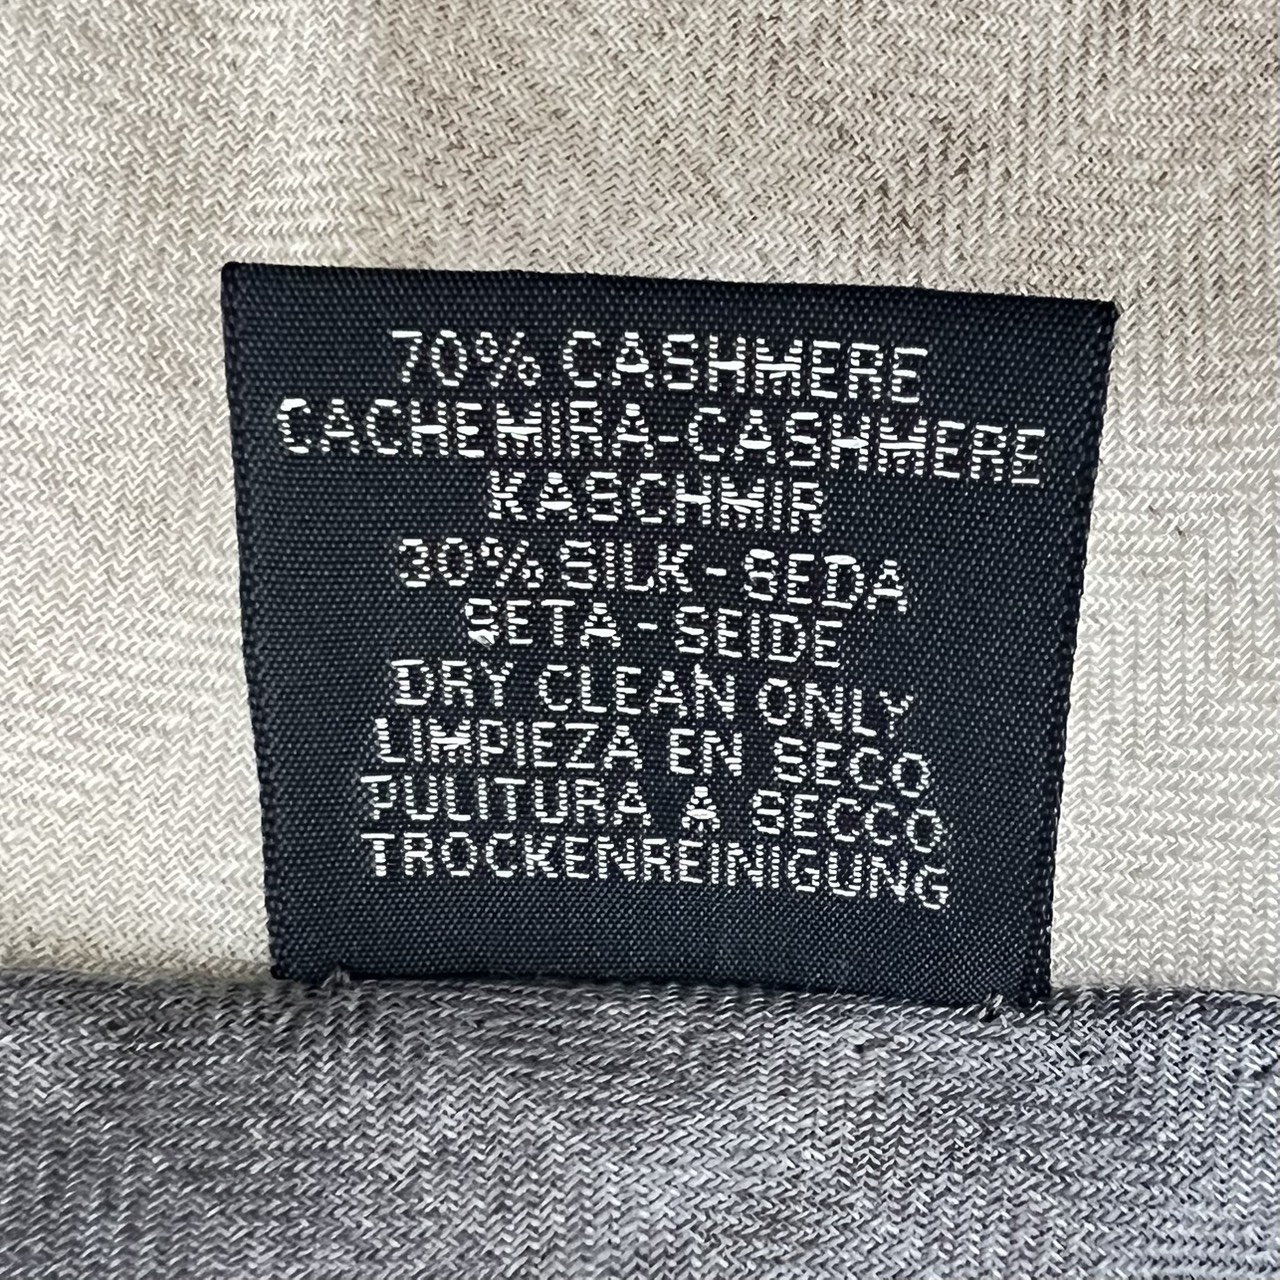 70% CASHMERE
CACHEMIRA-CASHMERE
KASCHMIR
30% SILK - SEDA
SETA - SEIDE
DRY CLEAN ONLY
LIMPIEZA EN SECO,
PULITURA A SECCO,
TROCKENREINIGUNG